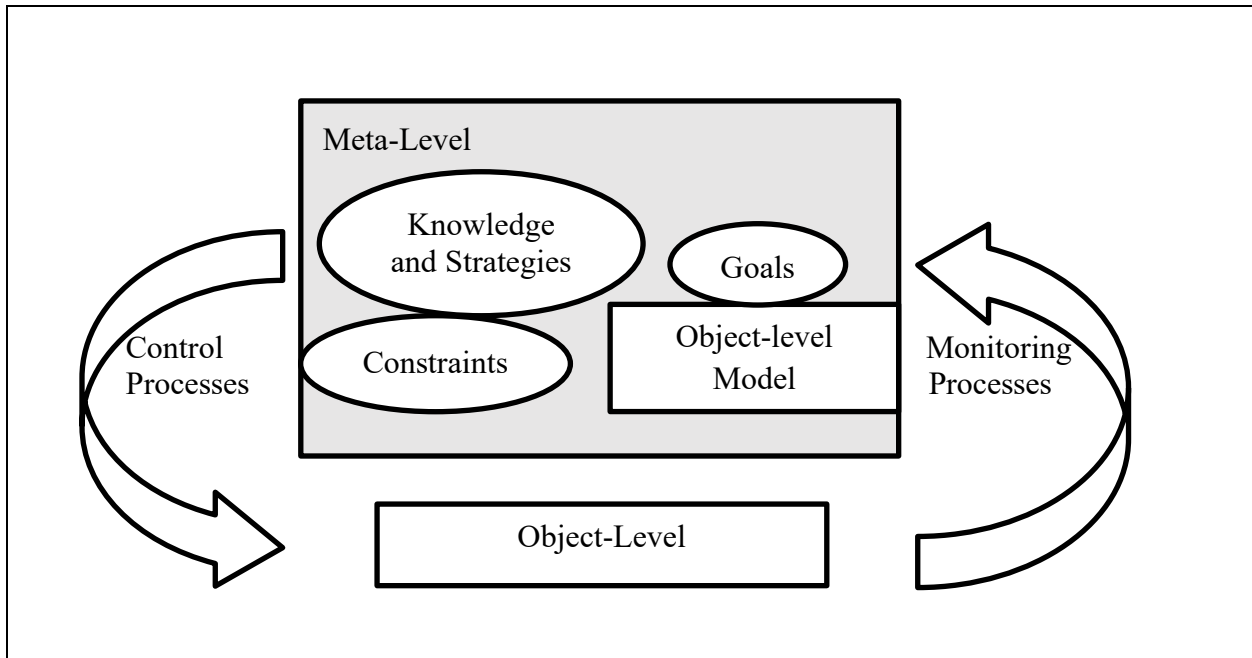 Meta-Level
Knowledge
and Strategies
Goals
Constraints
Object-level
Model
Control
Processes
Monitoring
Processes
Object-Level